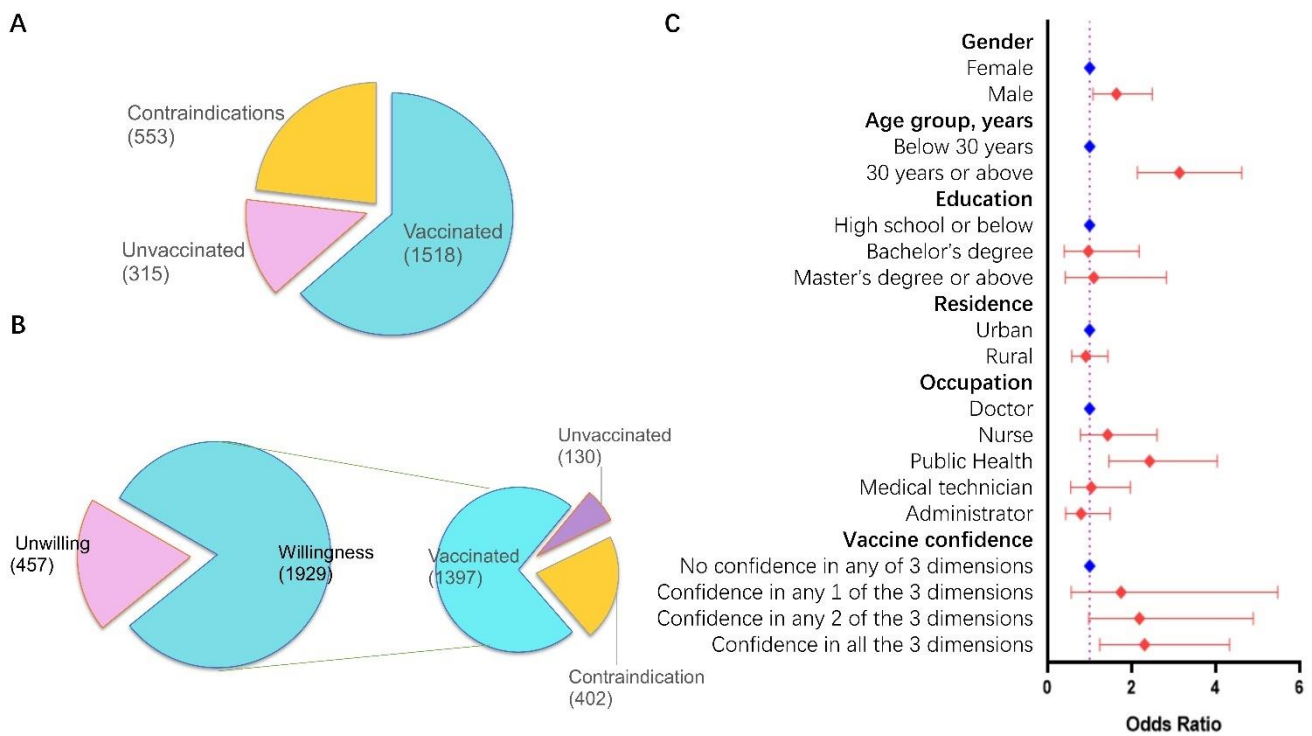 A
Contraindications
(553)
Unvaccinated
(315)
Vaccinated
(1518)
B
Unwilling
(457)
Willingness
(1929)
Vaccinated
(1397)
Unvaccinated
(130)
Contraindication
(402)
C
Gender
Female
Male
Age group, years
Below 30 years
30 years or above
Education
High school or below
Bachelor's degree
Master's degree or above
Residence
Urban
Rural
Occupation
Doctor
Nurse
Public Health
Medical technician
Administrator
Vaccine confidence
No confidence in any of 3 dimensions
Confidence in any 1 of the 3 dimensions
Confidence in any 2 of the 3 dimensions
Confidence in all the 3 dimensions
0 2 4 6
Odds Ratio